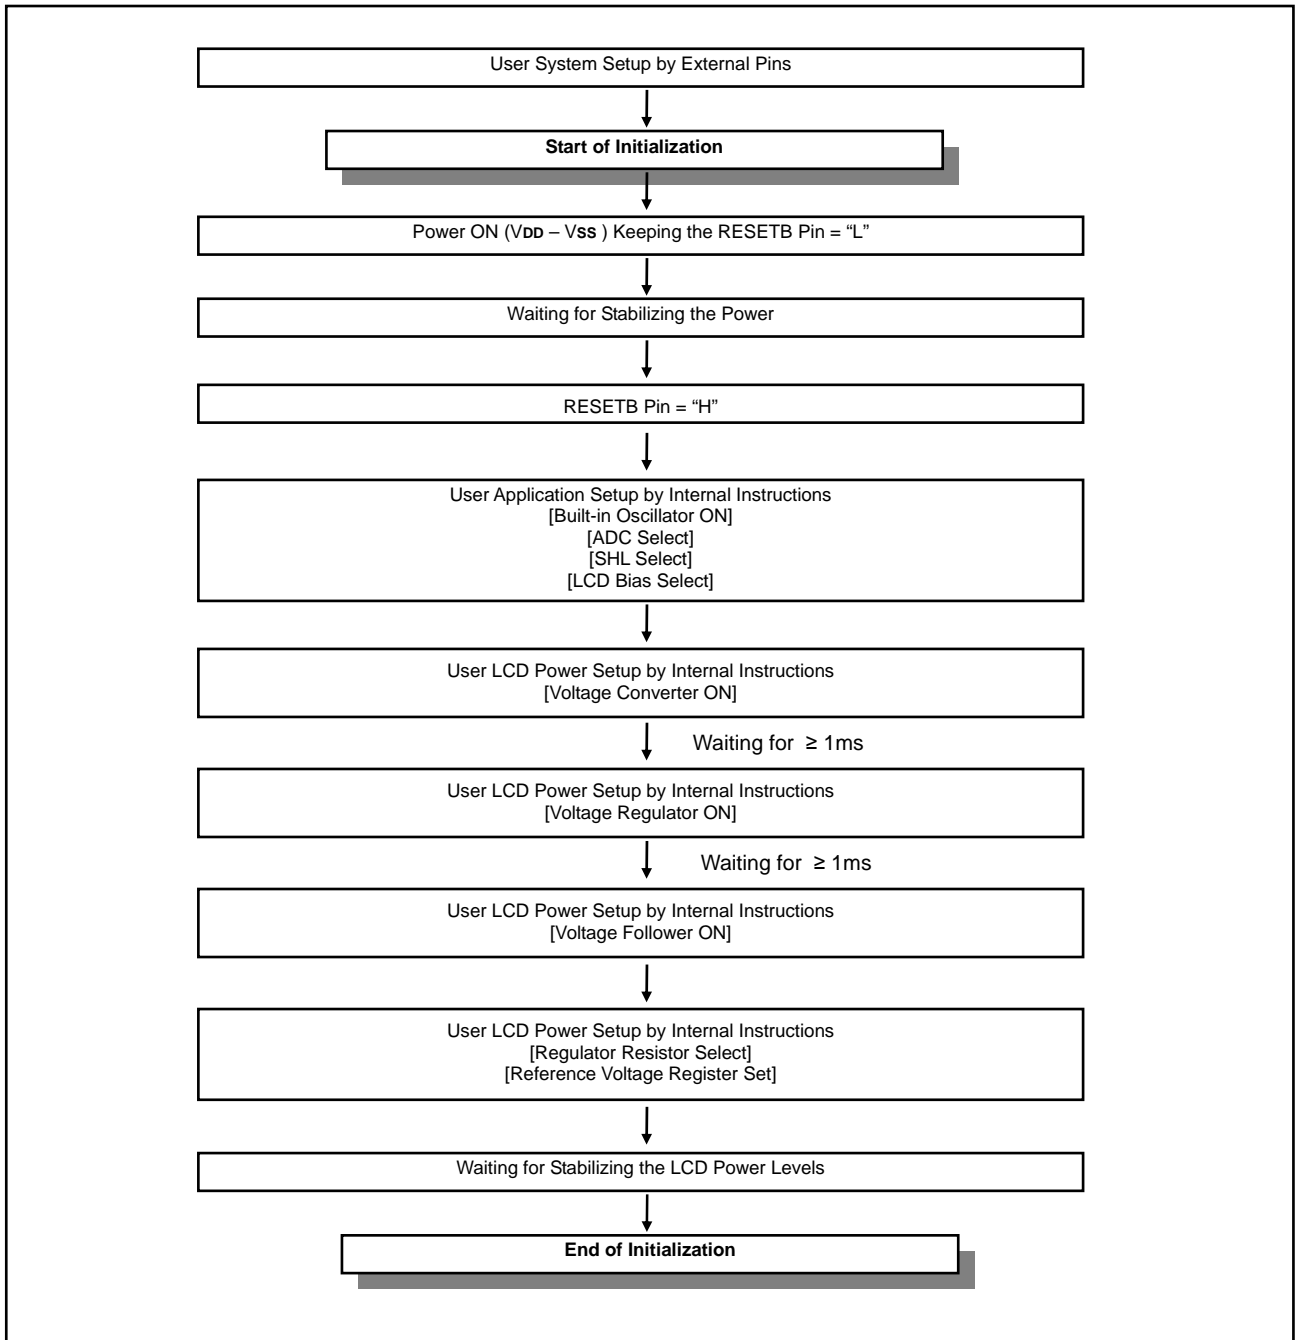 User System Setup by External Pins
Start of Initialization
Power ON (VDD – VSS ) Keeping the RESETB Pin = “L”
Waiting for Stabilizing the Power
RESETB Pin = “H”
User Application Setup by Internal Instructions
[Built-in Oscillator ON]
[ADC Select]
[SHL Select]
[LCD Bias Select]
User LCD Power Setup by Internal Instructions
[Voltage Converter ON]
Waiting for ≥ 1ms
User LCD Power Setup by Internal Instructions
[Voltage Regulator ON]
Waiting for ≥ 1ms
User LCD Power Setup by Internal Instructions
[Voltage Follower ON]
User LCD Power Setup by Internal Instructions
[Regulator Resistor Select]
[Reference Voltage Register Set]
Waiting for Stabilizing the LCD Power Levels
End of Initialization